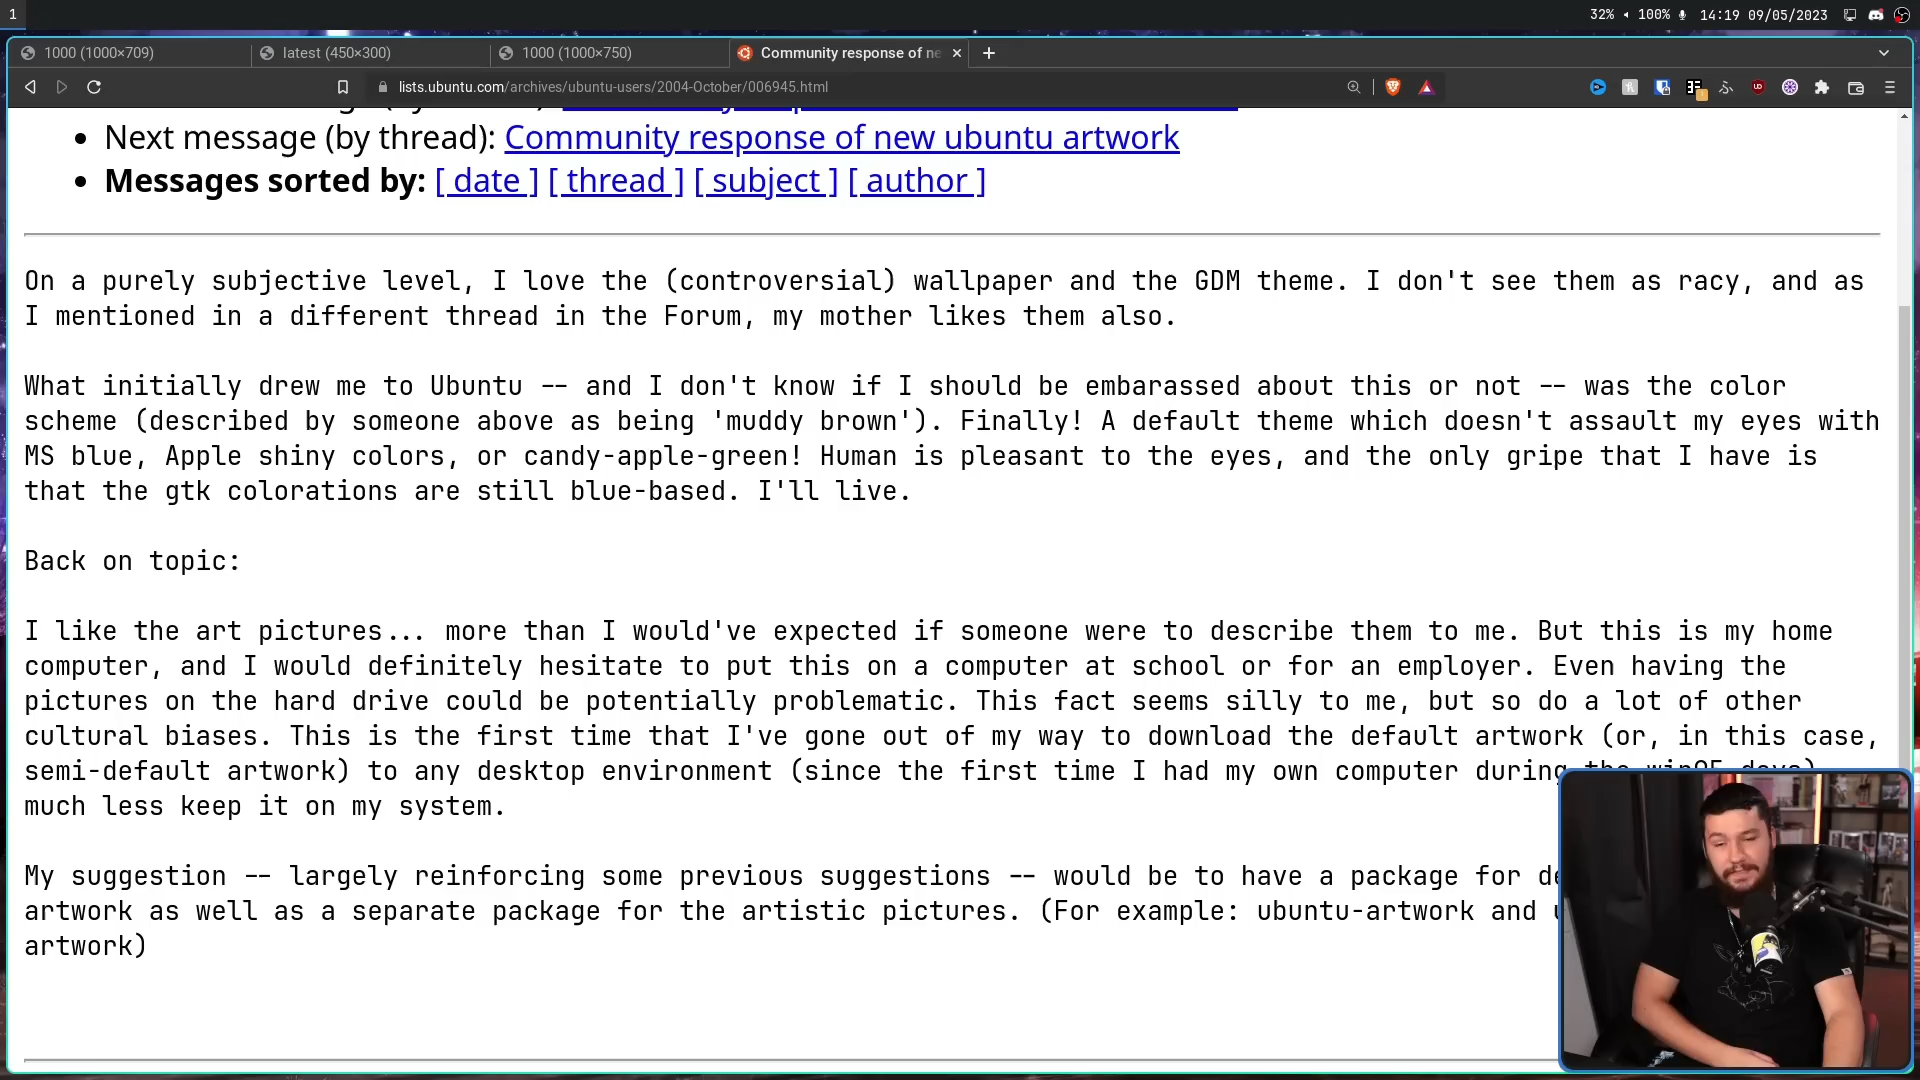 1
32% 100% 14:19 09/05/2023
1000 (1000×709) latest (450×300) 1000 (1000×750) Community response of ne
lists.ubuntu.com/archives/ubuntu-users/2004-October/006945.html
• Next message (by thread): Community response of new ubuntu artwork
• Messages sorted by: [ date ] [ thread ] [ subject ] [ author ]
On a purely subjective level, I love the (controversial) wallpaper and the GDM theme. I don't see them as racy, and as
I mentioned in a different thread in the Forum, my mother likes them also.
What initially drew me to Ubuntu -- and I don't know if I should be embarassed about this or not -- was the color
scheme (described by someone above as being 'muddy brown'). Finally! A default theme which doesn't assault my eyes with
MS blue, Apple shiny colors, or candy-apple-green! Human is pleasant to the eyes, and the only gripe that I have is
that the gtk colorations are still blue-based. I'll live.
Back on topic:
I like the art pictures... more than I would've expected if someone were to describe them to me. But this is my home
computer, and I would definitely hesitate to put this on a computer at school or for an employer. Even having the
pictures on the hard drive could be potentially problematic. This fact seems silly to me, but so do a lot of other
cultural biases. This is the first time that I've gone out of my way to download the default artwork (or, in this case,
semi-default artwork) to any desktop environment (since the first time I had my own computer during the win95 days)
much less keep it on my system.
My suggestion -- largely reinforcing some previous suggestions -- would be to have a package for de
artwork as well as a separate package for the artistic pictures. (For example: ubuntu-artwork and u
artwork)